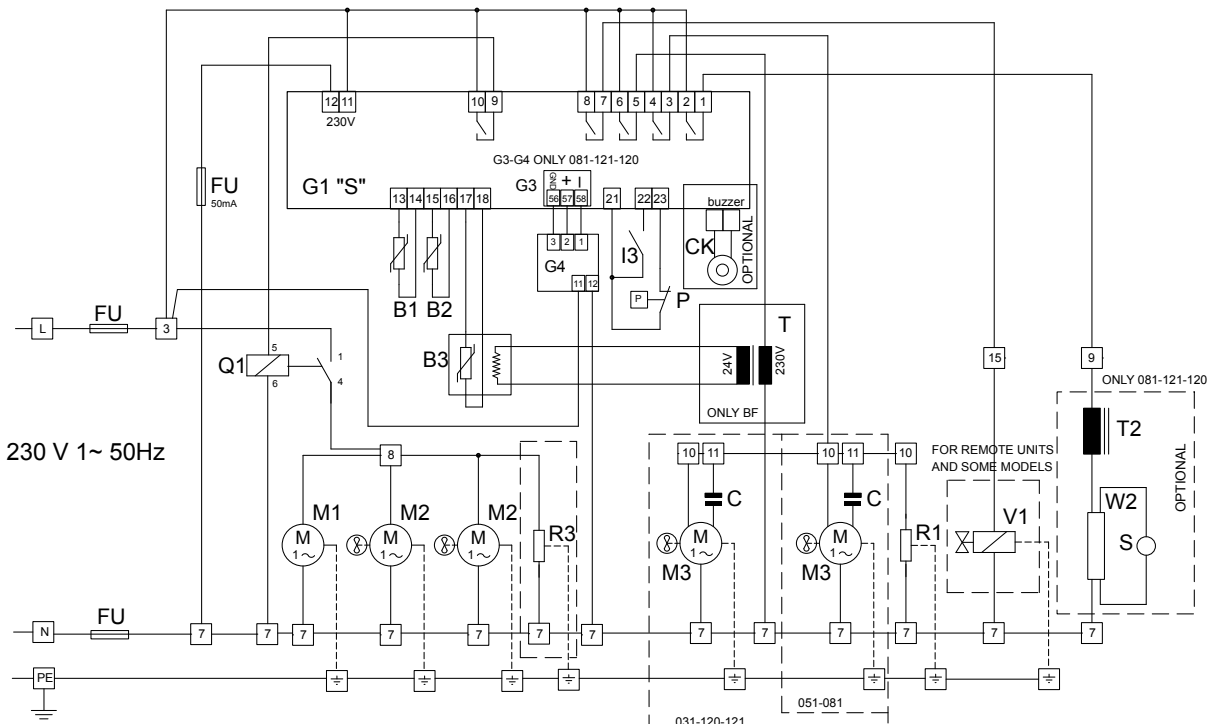 12 11
10 9
8 7 6 5 4 3 2 1
230V
G3-G4 ONLY 081-121-120
FU
50mA
G1 "S"
G3
GND + I
56 57 58
13 14 15 16 17 18
21
22 23
buzzer
CK
OPTIONAL
3 2 1
G4
11 12
I3
P
P
B1 B2
L
FU
3
T
24V
230V
ONLY BF
B3
Q1
5
6
1
4
15
9
ONLY 081-121-120
230 V 1~ 50Hz
8
10 11
10 11
10
FOR REMOTE UNITS
AND SOME MODELS
T2
OPTIONAL
M1
M2
M2
R3
C
C
R1
V1
W2
S
M
1~
M
1~
M
1~
M
1~
M
1~
M3
M3
N
FU
7 7 7 7 7 7 7 7 7 7 7 7 7
PE
051-081
031-120-121